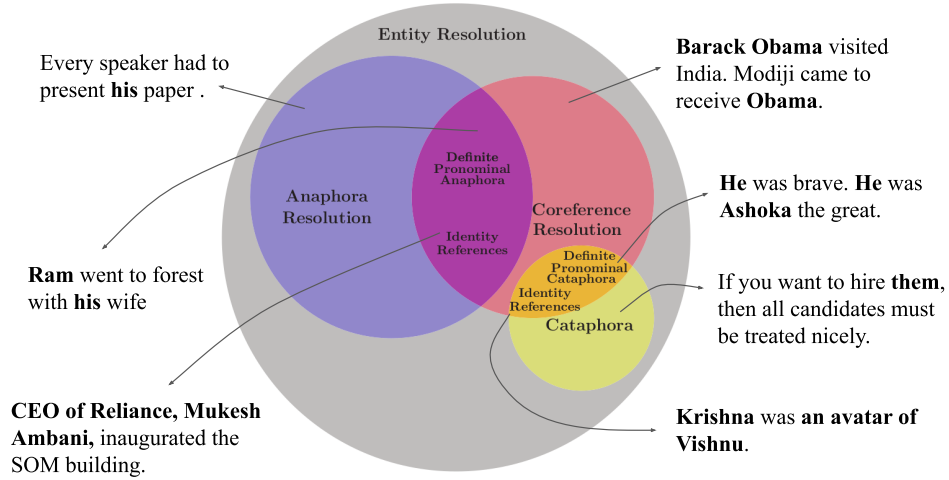 Entity Resolution
Every speaker had to
present his paper .
Barack Obama visited
India. Modiji came to
receive Obama.
Definite
Pronominal
Anaphora
Anaphora
Resolution
Identity
References
Coreference
Resolution
He was brave. He was
Ashoka the great.
Ram went to forest
with his wife
Definite
Pronominal
Cataphora
Identity
References
Cataphora
If you want to hire them,
then all candidates must
be treated nicely.
CEO of Reliance, Mukesh
Ambani, inaugurated the
SOM building.
Krishna was an avatar of
Vishnu.